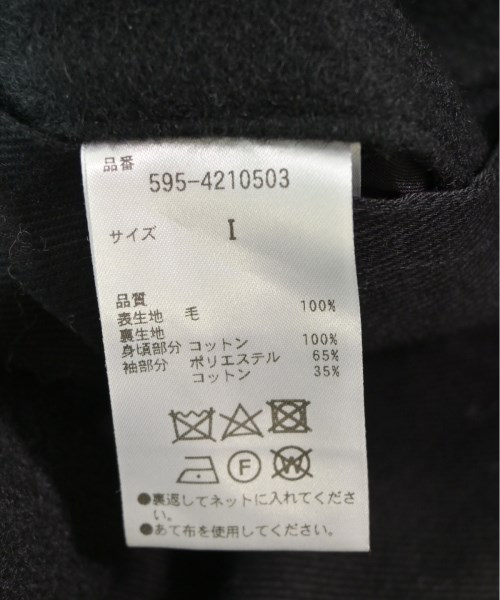 品番
595-4210503
サイズ I
品質
表生地 毛 100%
裏生地
身頃部分 コットン 100%
袖部分 ポリエステル 65%
コットン 35%
F W
●裏返してネットに入れてくださ
い。
●あて布を使用してください。